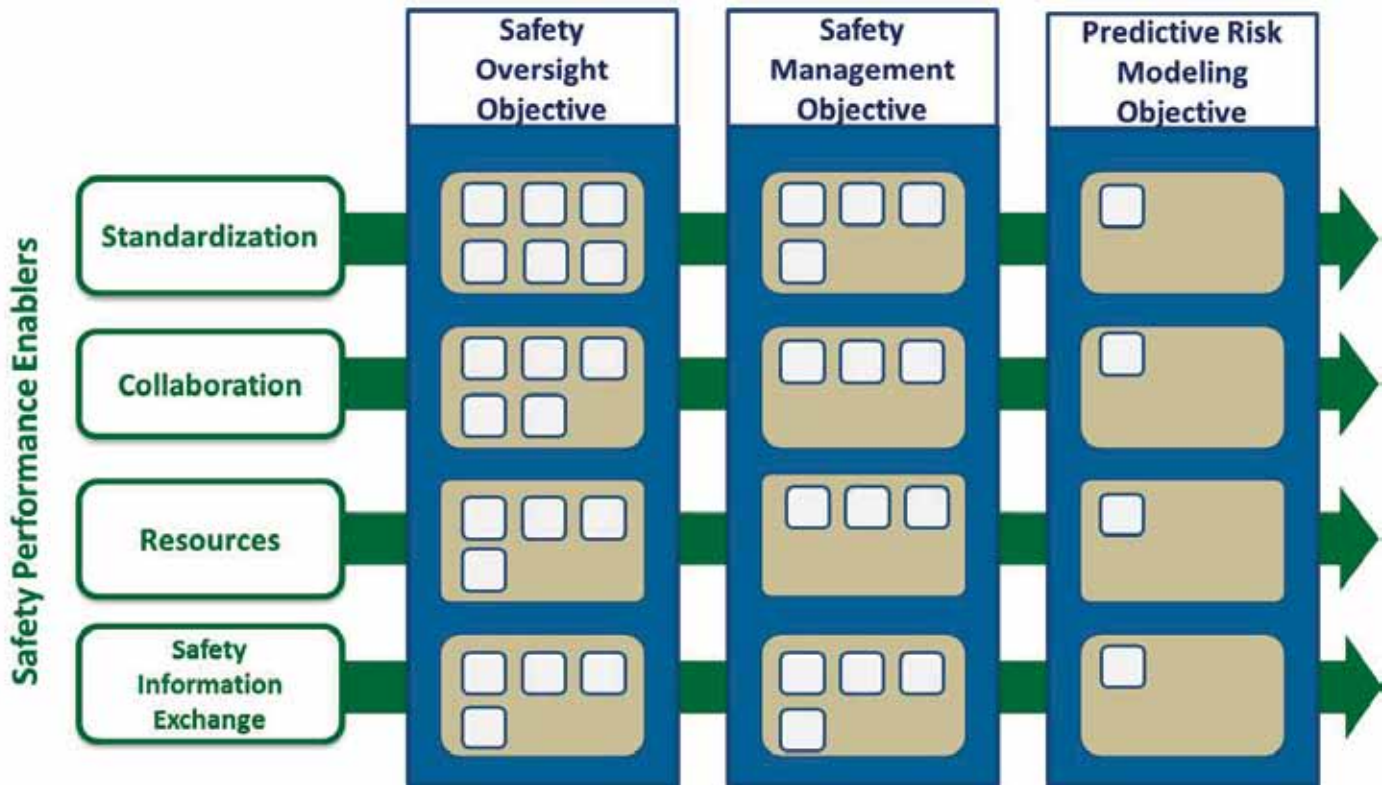 Safety
Oversight
Objective
Safety
Management
Objective
Predictive Risk
Modeling
Objective
Safety Performance Enablers
Standardization
Collaboration
Resources
Safety
Information
Exchange